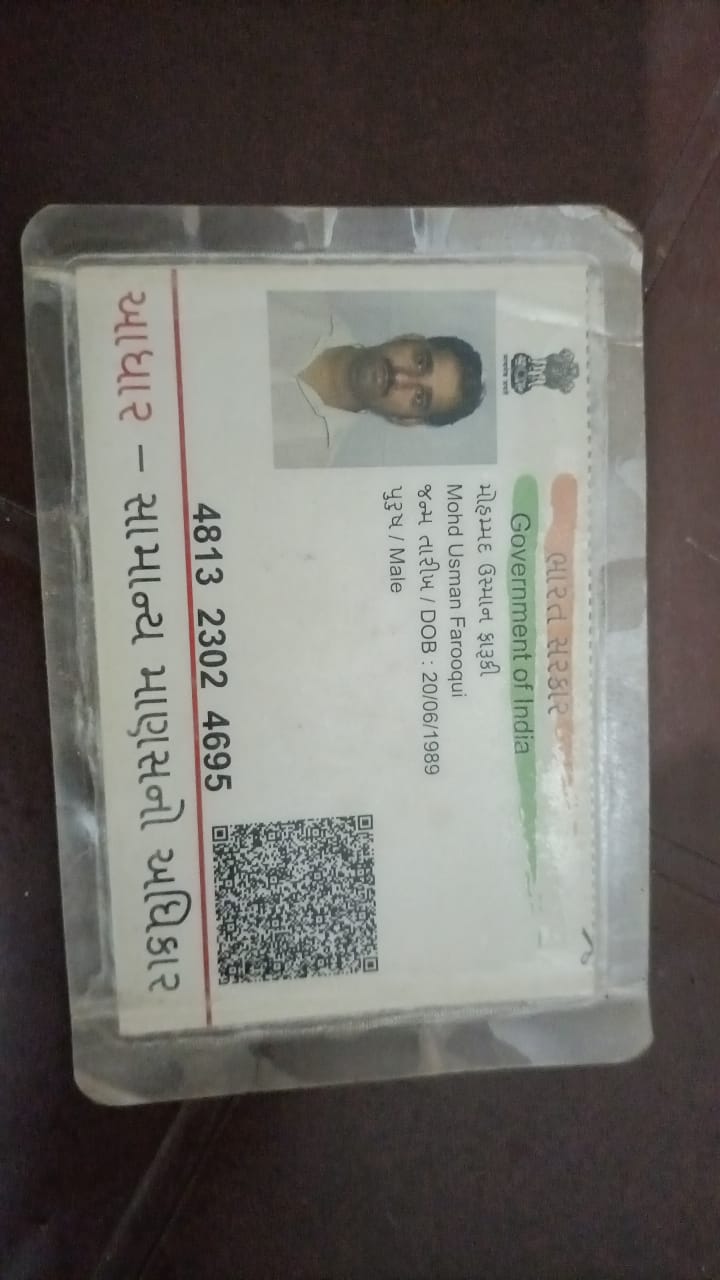 ભારત સરકાર
Government of India
મોહમ્મદ ઉસ્માન ફારૂકી
Mohd Usman Farooqui
જન્મ તારીખ / DOB : 20/06/1989
પુરુષ / Male
4813 2302 4695
આધાર – સામાન્ય માણસનો અધિકાર